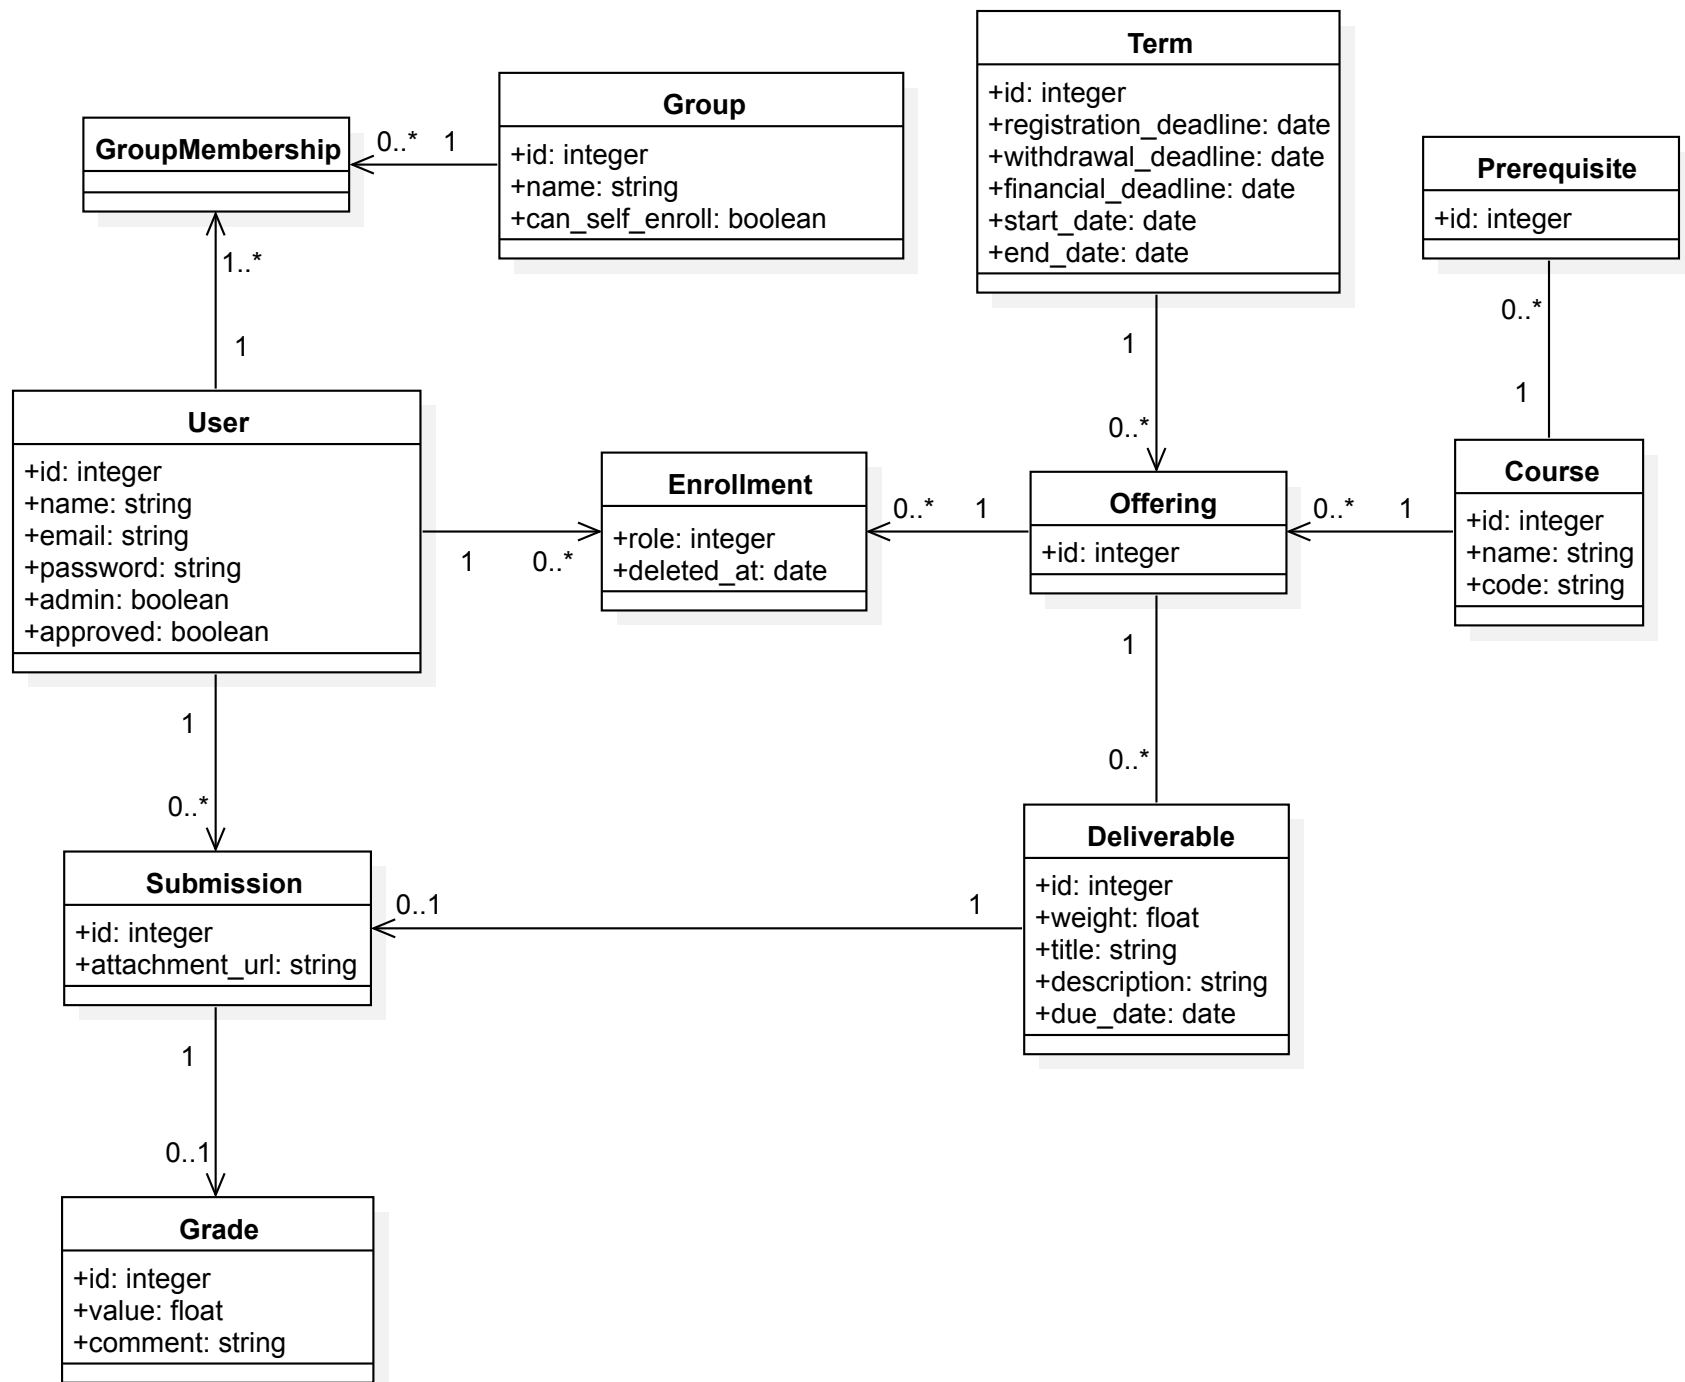 Term
+id: integer
+registration_deadline: date
+withdrawal_deadline: date
+financial_deadline: date
+start_date: date
+end_date: date
Group
+id: integer
+name: string
+can_self_enroll: boolean
GroupMembership
0..* 1
Prerequisite
+id: integer
1..*
1
0..*
1
1
0..*
User
+id: integer
+name: string
+email: string
+password: string
+admin: boolean
+approved: boolean
1 0..*
Enrollment
+role: integer
+deleted_at: date
0..* 1
Offering
+id: integer
0..* 1
Course
+id: integer
+name: string
+code: string
1
0..*
1
0..*
Submission
+id: integer
+attachment_url: string
0..1 1
Deliverable
+id: integer
+weight: float
+title: string
+description: string
+due_date: date
1
0..1
Grade
+id: integer
+value: float
+comment: string